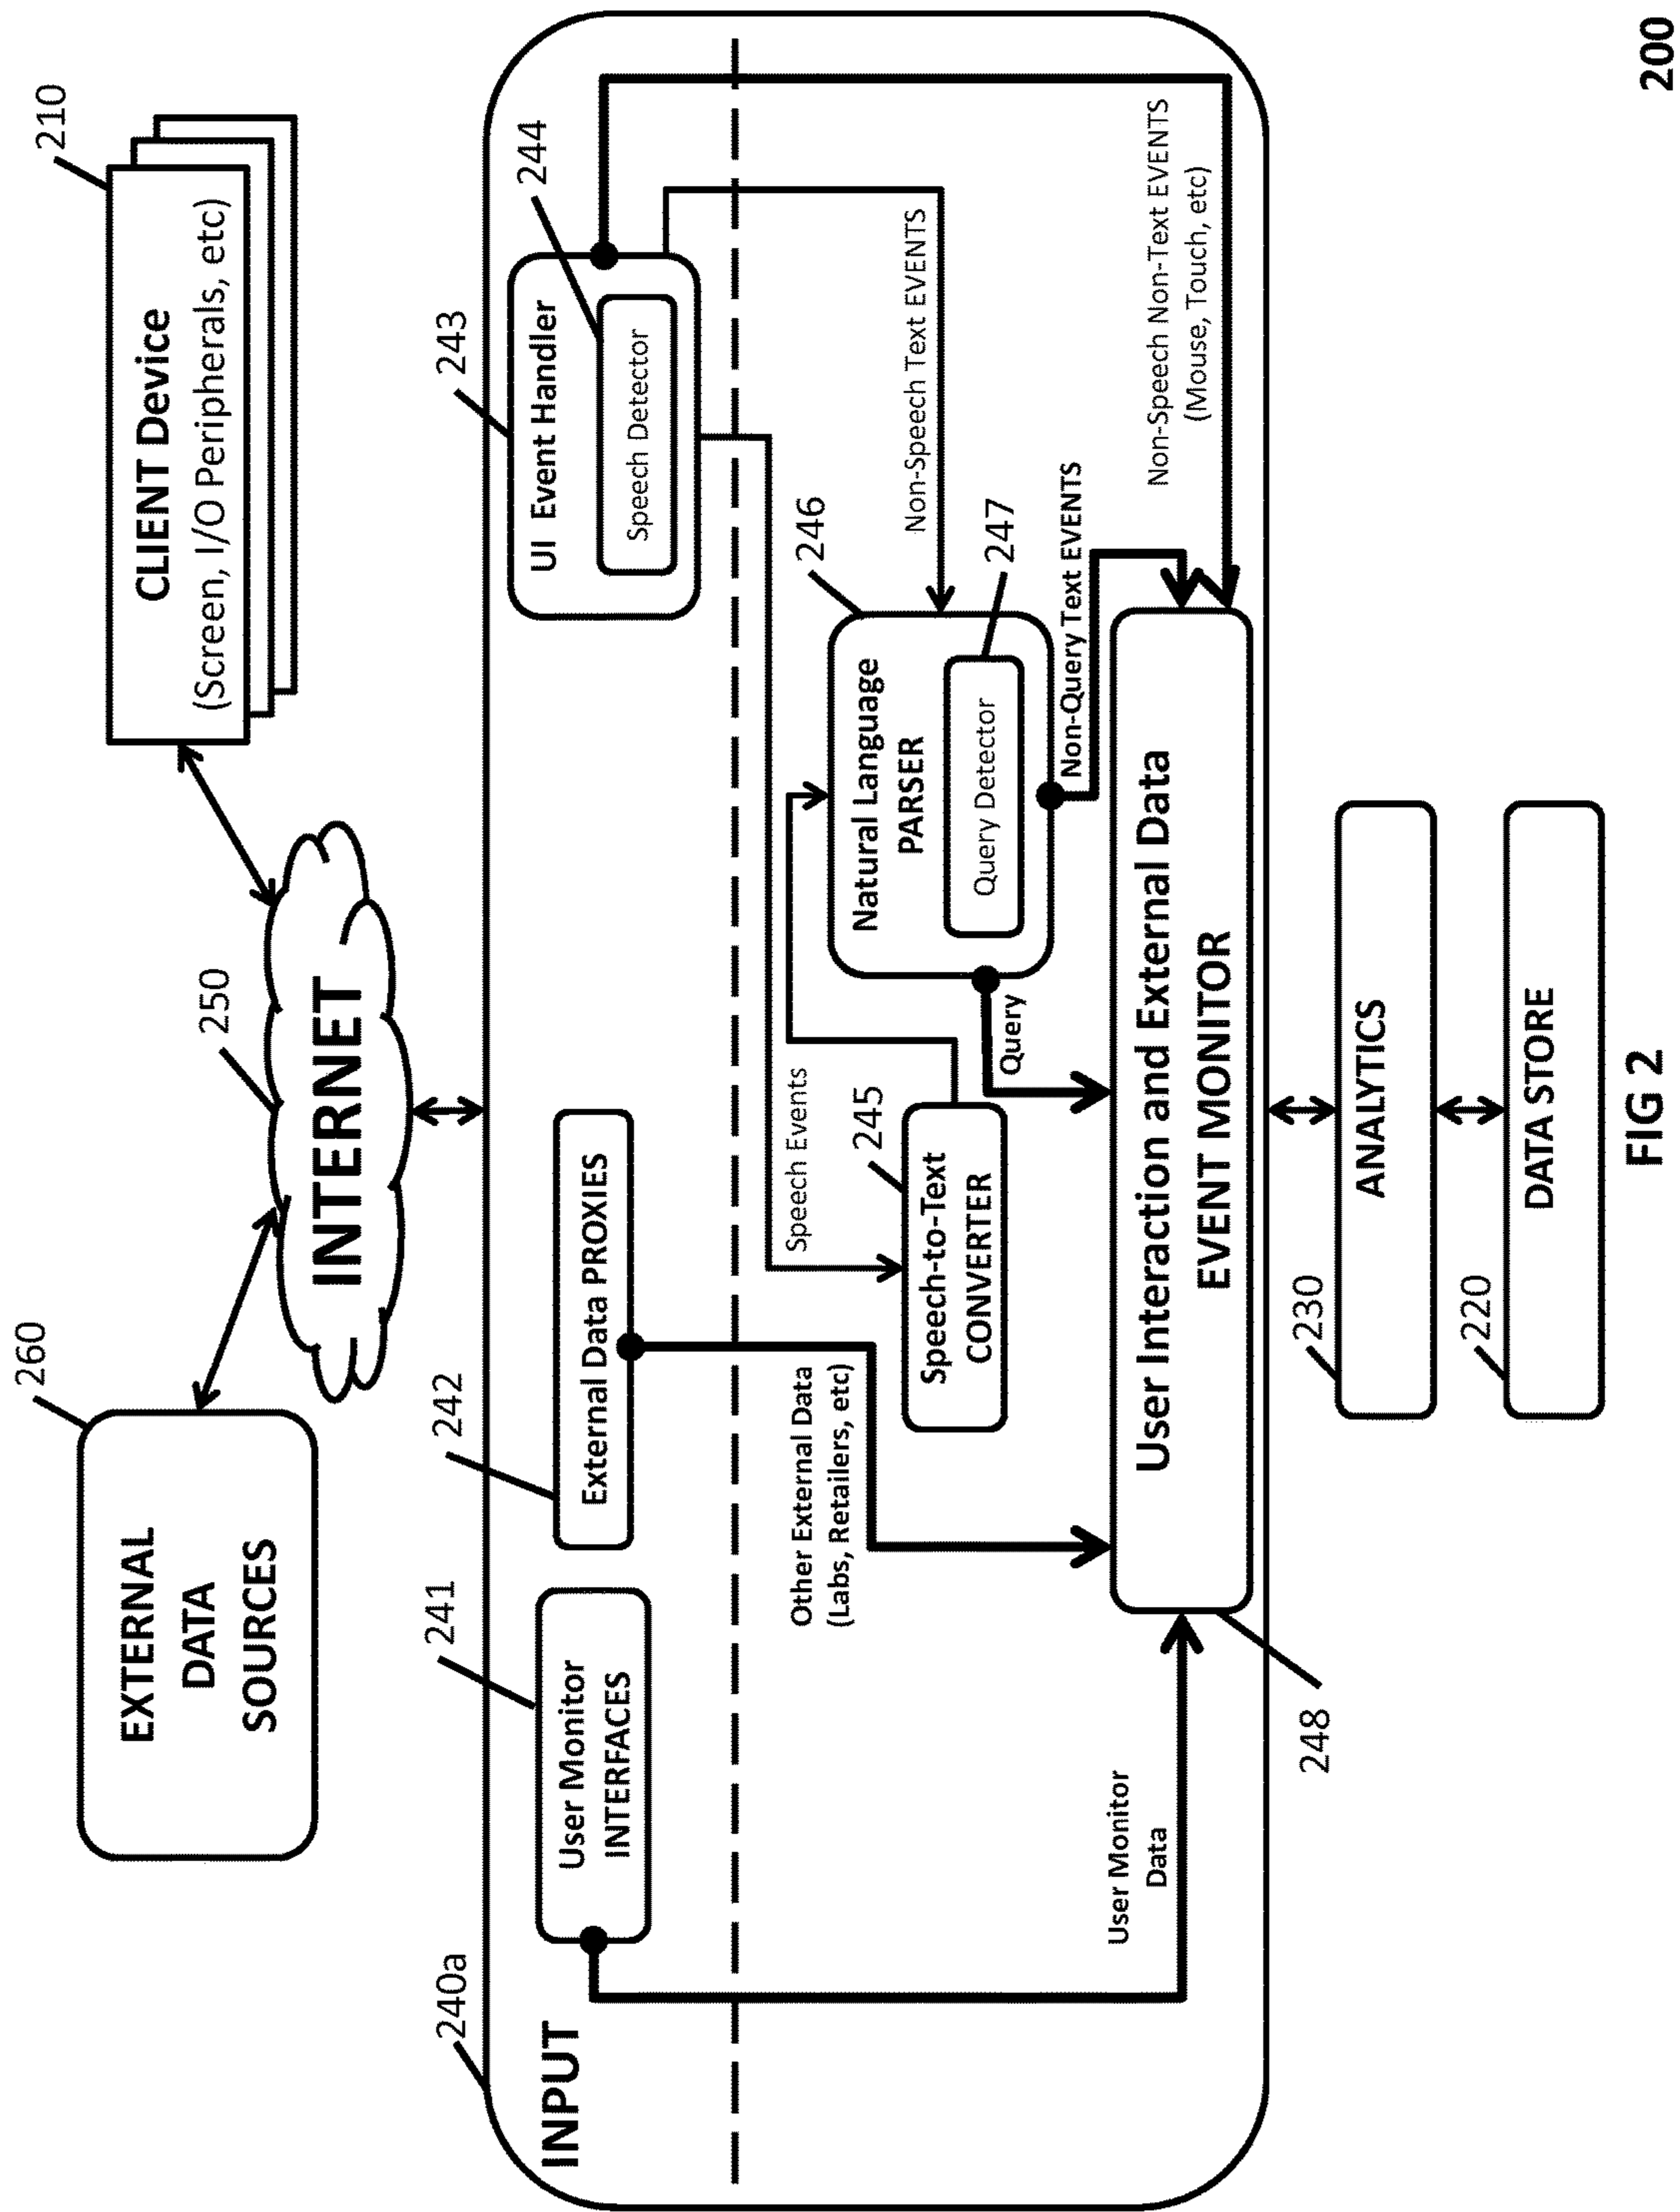 200
260
EXTERNAL
DATA
SOURCES
250
INTERNET
210
CLIENT Device
(Screen, I/O Peripherals, etc)
240a
INPUT
241
User Monitor
INTERFACES
242
External Data PROXIES
243
UI Event Handler
244
Speech Detector
Speech Events
Other External Data
(Labs, Retailers, etc)
245
Speech-to-Text
CONVERTER
246
Natural Language
PARSER
247
Query Detector
Non-Speech Text EVENTS
Query
Non-Query Text EVENTS
Non-Speech Non-Text EVENTS
(Mouse, Touch, etc)
User Monitor
Data
User Interaction and External Data
EVENT MONITOR
248
230
ANALYTICS
220
DATA STORE
FIG 2